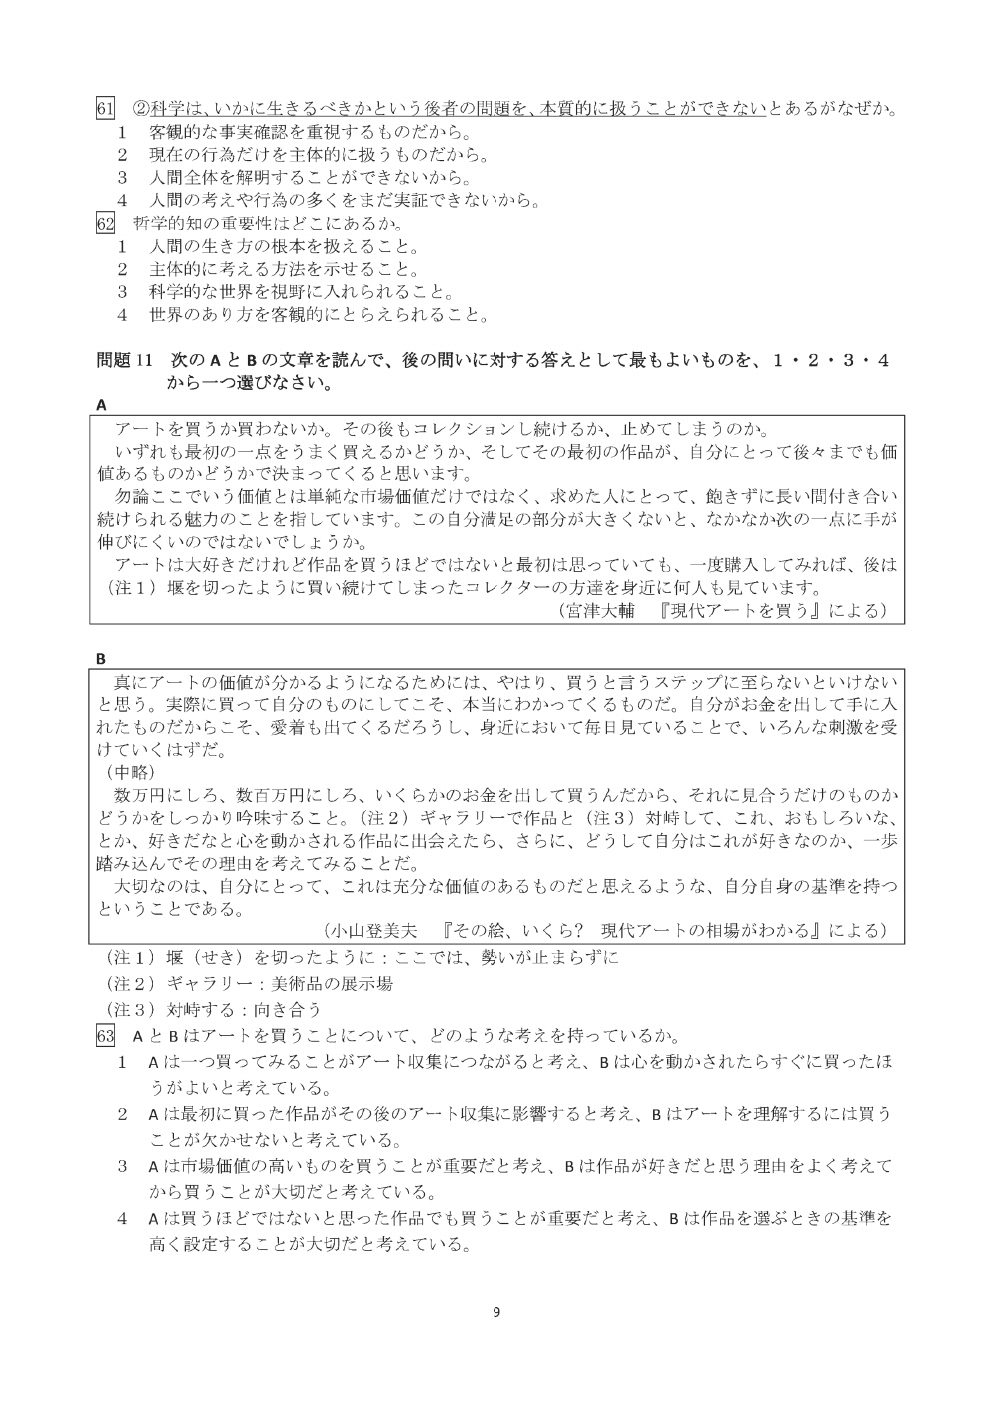 61　②科学は、いかに生きるべきかという後者の問題を、本質的に扱うことができないとあるがなぜか。
1　客観的な事実確認を重視するものだから。
2　現在の行為だけを主体的に扱うものだから。
3　人間全体を解明することができないから。
4　人間の考えや行為の多くをまだ実証できないから。
62　哲学的知の重要性はどこにあるか。
1　人間の生き方の根本を扱えること。
2　主体的に考える方法を示せること。
3　科学的な世界を視野に入れられること。
4　世界のあり方を客観的にとらえられること。
問題 11　次の A と B の文章を読んで、後の問いに対する答えとして最もよいものを、１・２・３・４
から一つ選びなさい。
A
アートを買うか買わないか。その後もコレクションし続けるか、止めてしまうのか。
いずれも最初の一点をうまく買えるかどうか、そしてその最初の作品が、自分にとって後々までも価
値あるものかどうかで決まってくると思います。
勿論ここでいう価値とは単純な市場価値だけではなく、求めた人にとって、飽きずに長い間付き合い
続けられる魅力のことを指しています。この自分満足の部分が大きくないと、なかなか次の一点に手が
伸びにくいのではないでしょうか。
アートは大好きだけれど作品を買うほどではないと最初は思っていても、一度購入してみれば、後は
（注１）堰を切ったように買い続けてしまったコレクターの方達を身近に何人も見ています。
（宮津大輔　『現代アートを買う』による）
B
真にアートの価値が分かるようになるためには、やはり、買うと言うステップに至らないといけない
と思う。実際に買って自分のものにしてこそ、本当にわかってくるものだ。自分がお金を出して手に入
れたものだからこそ、愛着も出てくるだろうし、身近において毎日見ていることで、いろんな刺激を受
けていくはずだ。
（中略）
数万円にしろ、数百万円にしろ、いくらかのお金を出して買うんだから、それに見合うだけのものか
どうかをしっかり吟味すること。（注２）ギャラリーで作品と（注３）対峙して、これ、おもしろいな、
とか、好きだなと心を動かされる作品に出会えたら、さらに、どうして自分はこれが好きなのか、一歩
踏み込んでその理由を考えてみることだ。
大切なのは、自分にとって、これは充分な価値のあるものだと思えるような、自分自身の基準を持つ
ということである。
（小山登美夫　『その絵、いくら?　現代アートの相場がわかる』による）
（注１）堰（せき）を切ったように：ここでは、勢いが止まらずに
（注２）ギャラリー：美術品の展示場
（注３）対峙する：向き合う
63　A と B はアートを買うことについて、どのような考えを持っているか。
1　A は一つ買ってみることがアート収集につながると考え、B は心を動かされたらすぐに買ったほ
うがよいと考えている。
2　A は最初に買った作品がその後のアート収集に影響すると考え、B はアートを理解するには買う
ことが欠かせないと考えている。
3　A は市場価値の高いものを買うことが重要だと考え、B は作品が好きだと思う理由をよく考えて
から買うことが大切だと考えている。
4　A は買うほどではないと思った作品でも買うことが重要だと考え、B は作品を選ぶときの基準を
高く設定することが大切だと考えている。
9